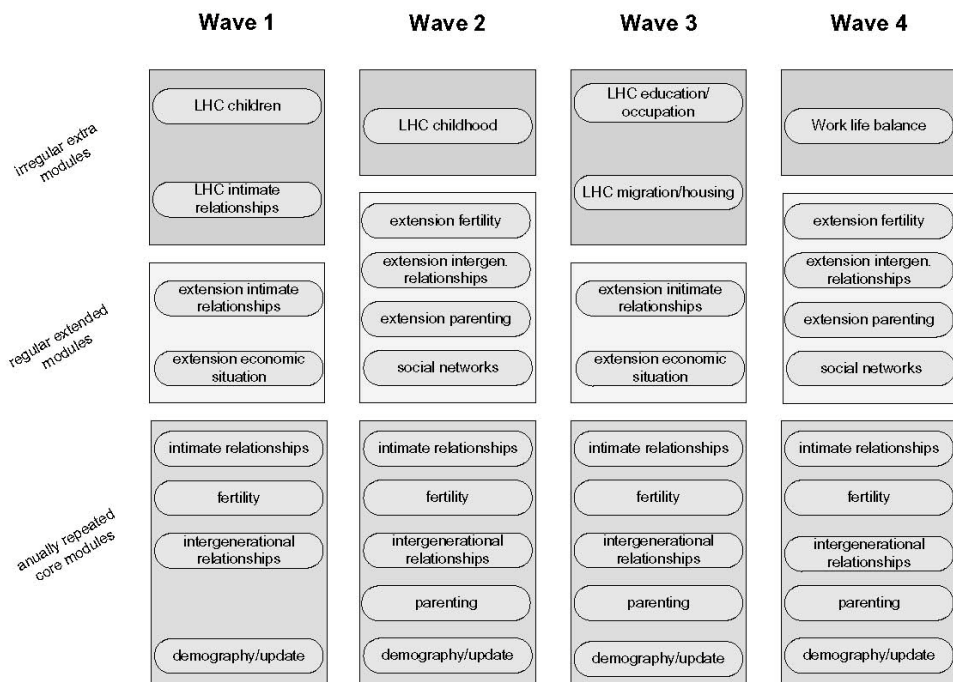 Wave 1
Wave 2
Wave 3
Wave 4
irregular extra
modules
LHC children
LHC intimate
relationships
LHC childhood
LHC education/
occupation
LHC migration/housing
Work life balance
regular extended
modules
extension intimate
relationships
extension economic
situation
extension fertility
extension intergen.
relationships
extension parenting
social networks
extension initimate
relationships
extension economic
situation
extension fertility
extension intergen.
relationships
extension parenting
social networks
anually repeated
core modules
intimate relationships
fertility
intergenerational
relationships
demography/update
intimate relationships
fertility
intergenerational
relationships
parenting
demography/update
intimate relationships
fertility
intergenerational
relationships
parenting
demography/update
intimate relationships
fertility
intergenerational
relationships
parenting
demography/update